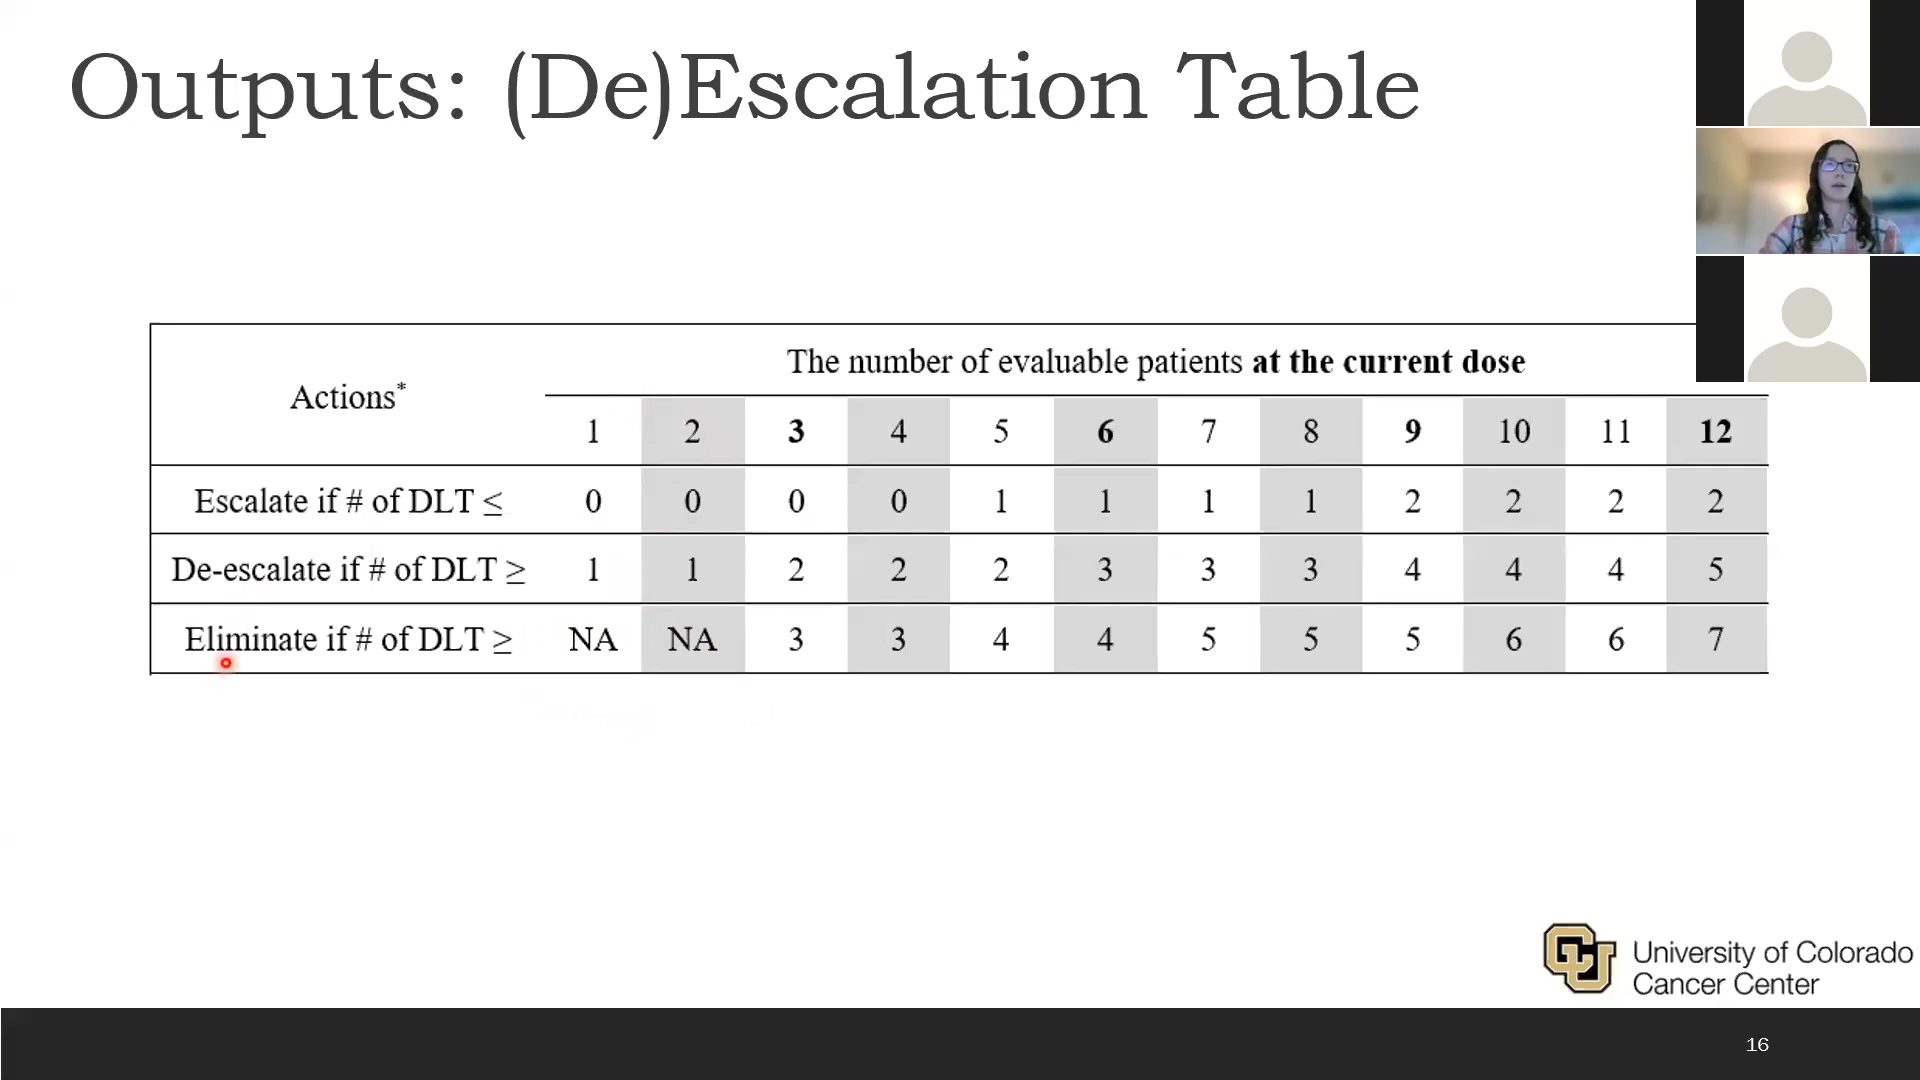 Outputs: (De)Escalation Table
The number of evaluable patients at the current dose
Actions*
1 2 3 4 5 6 7 8 9 10 11 12
Escalate if # of DLT ≤ 0 0 0 0 1 1 1 1 2 2 2 2
De-escalate if # of DLT ≥ 1 1 2 2 2 3 3 3 4 4 4 5
Eliminate if # of DLT ≥ NA NA 3 3 4 4 5 5 5 6 6 7
CU
University of Colorado
Cancer Center
16